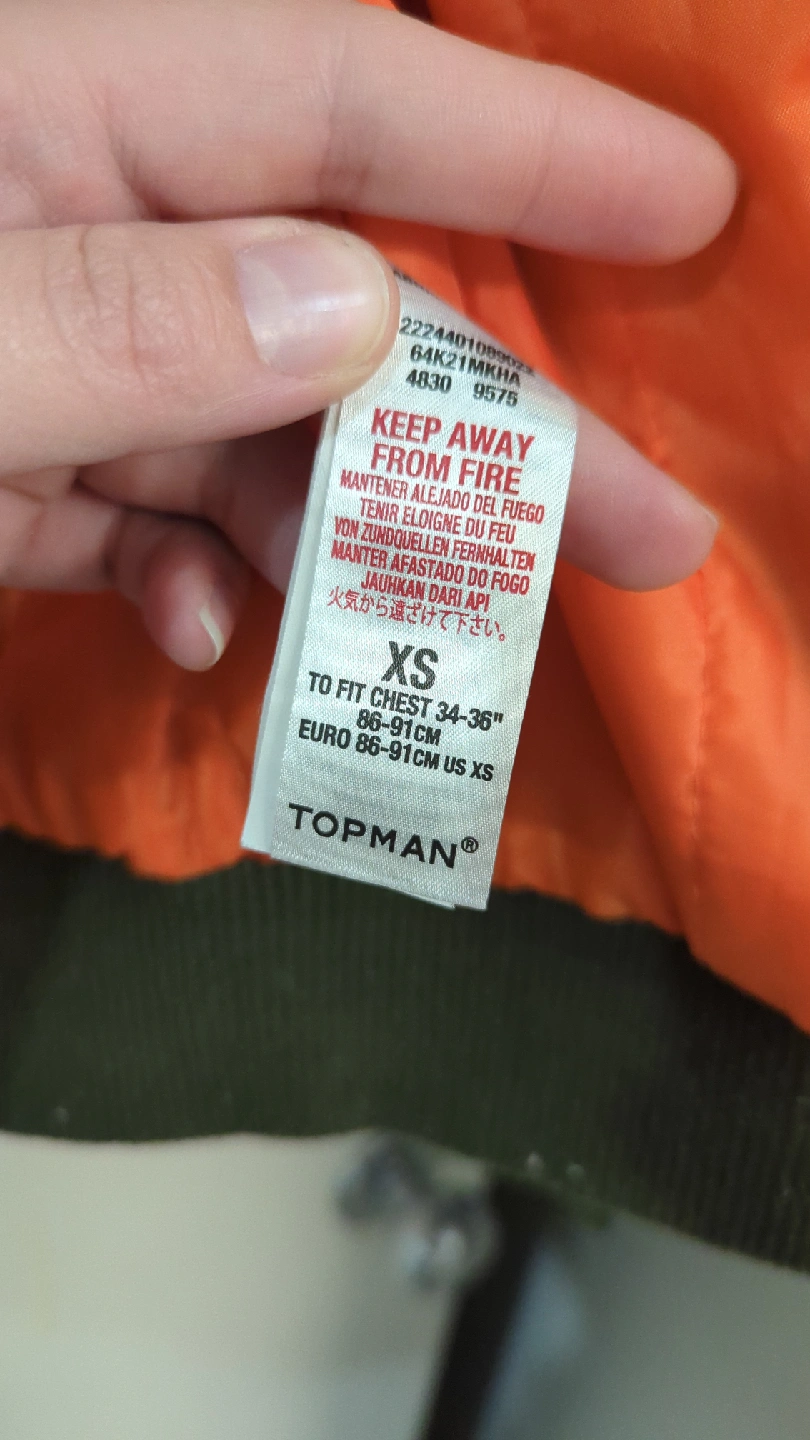 64K21MKHA
4830 9575
KEEP AWAY
FROM FIRE
MANTENER ALEJADO DEL FUEGO
TENIR ELOIGNE DU FEU
VON ZUNDQUELLEN FERNHALTEN
MANTER AFASTADO DO FOGO
JAUHKAN DARI API
火気から遠ざけて下さい。
XS
TO FIT CHEST 34-36"
86-91CM
EURO 86-91CM US XS
TOPMAN®